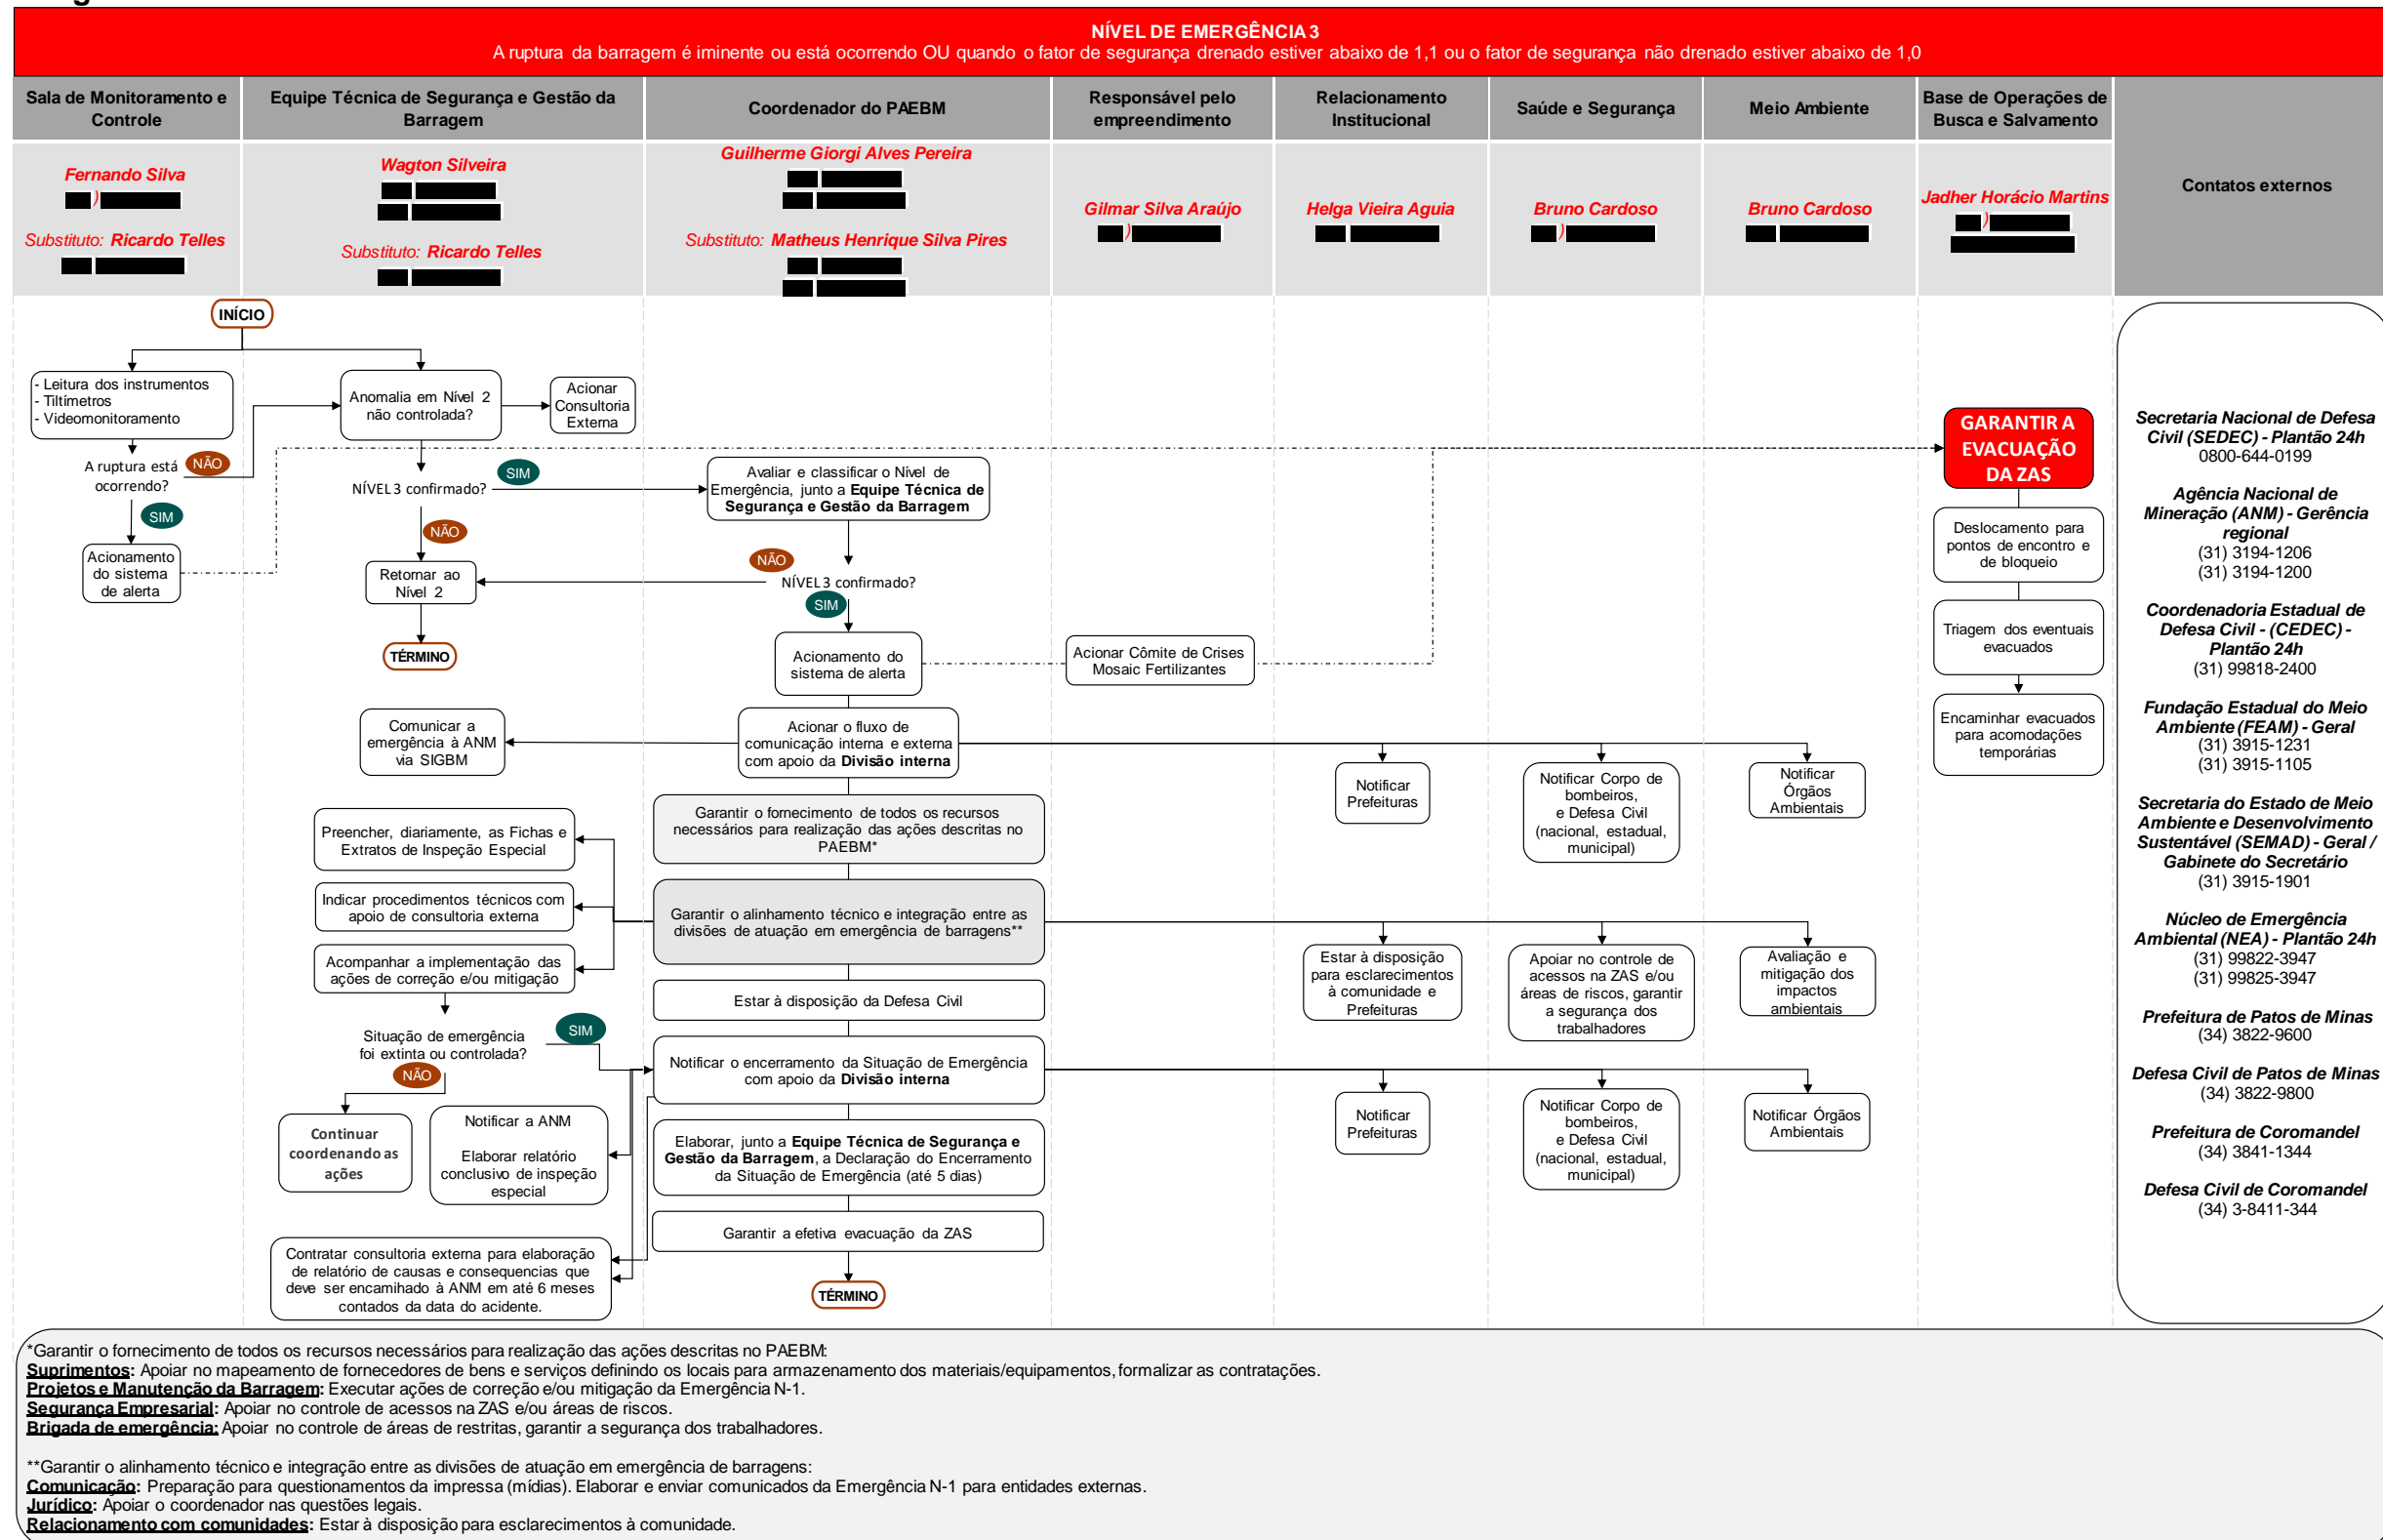 NÍVEL DE EMERGÊNCIA 3
A ruptura da barragem é iminente ou está ocorrendo OU quando o fator de segurança drenado estiver abaixo de 1,1 ou o fator de segurança não drenado estiver abaixo de 1,0
Sala de Monitoramento e
Controle
Equipe Técnica de Segurança e Gestão da
Barragem
Coordenador do PAEBM
Responsável pelo
empreendimento
Relacionamento
Institucional
Saúde e Segurança
Meio Ambiente
Base de Operações de
Busca e Salvamento
Contatos externos
Fernando Silva
)
Substituto: Ricardo Telles
Wagton Silveira
Substituto: Ricardo Telles
Guilherme Giorgi Alves Pereira
Substituto: Matheus Henrique Silva Pires
Gilmar Silva Araújo
)
Helga Vieira Aguia
Bruno Cardoso
)
Bruno Cardoso
Jadher Horácio Martins
)
INÍCIO
- Leitura dos instrumentos
- Tiltímetros
- Videomonitoramento
Anomalia em Nível 2
não controlada?
Acionar
Consultoria
Externa
A ruptura está
ocorrendo?
NÃO
SIM
Acionamento
do sistema
de alerta
NÍVEL 3 confirmado?
SIM
NÃO
Retornar ao
Nível 2
TÉRMINO
Avaliar e classificar o Nível de
Emergência, junto a Equipe Técnica de
Segurança e Gestão da Barragem
NÃO
NÍVEL 3 confirmado?
SIM
Acionamento do
sistema de alerta
Acionar Cômite de Crises
Mosaic Fertilizantes
GARANTIR A
EVACUAÇÃO
DA ZAS
Deslocamento para
pontos de encontro e
de bloqueio
Triagem dos eventuais
evacuados
Encaminhar evacuados
para acomodações
temporárias
Comunicar a
emergência à ANM
via SIGBM
Acionar o fluxo de
comunicação interna e externa
com apoio da Divisão interna
Notificar
Prefeituras
Notificar Corpo de
bombeiros,
e Defesa Civil
(nacional, estadual,
municipal)
Notificar
Órgãos
Ambientais
Preencher, diariamente, as Fichas e
Extratos de Inspeção Especial
Garantir o fornecimento de todos os recursos
necessários para realização das ações descritas no
PAEBM*
Indicar procedimentos técnicos com
apoio de consultoria externa
Garantir o alinhamento técnico e integração entre as
divisões de atuação em emergência de barragens**
Acompanhar a implementação das
ações de correção e/ou mitigação
Estar à disposição
para esclarecimentos
à comunidade e
Prefeituras
Apoiar no controle de
acessos na ZAS e/ou
áreas de riscos, garantir
a segurança dos
trabalhadores
Avaliação e
mitigação dos
impactos
ambientais
Estar à disposição da Defesa Civil
Situação de emergência
foi extinta ou controlada?
SIM
NÃO
Notificar o encerramento da Situação de Emergência
com apoio da Divisão interna
Continuar
coordenando as
ações
Notificar a ANM
Elaborar relatório
conclusivo de inspeção
especial
Elaborar, junto a Equipe Técnica de Segurança e
Gestão da Barragem, a Declaração do Encerramento
da Situação de Emergência (até 5 dias)
Notificar
Prefeituras
Notificar Corpo de
bombeiros,
e Defesa Civil
(nacional, estadual,
municipal)
Notificar Órgãos
Ambientais
Garantir a efetiva evacuação da ZAS
Contratar consultoria externa para elaboração
de relatório de causas e consequencias que
deve ser encamihado à ANM em até 6 meses
contados da data do acidente.
TÉRMINO
Secretaria Nacional de Defesa
Civil (SEDEC) - Plantão 24h
0800-644-0199
Agência Nacional de
Mineração (ANM) - Gerência
regional
(31) 3194-1206
(31) 3194-1200
Coordenadoria Estadual de
Defesa Civil - (CEDEC) -
Plantão 24h
(31) 99818-2400
Fundação Estadual do Meio
Ambiente (FEAM) - Geral
(31) 3915-1231
(31) 3915-1105
Secretaria do Estado de Meio
Ambiente e Desenvolvimento
Sustentável (SEMAD) - Geral /
Gabinete do Secretário
(31) 3915-1901
Núcleo de Emergência
Ambiental (NEA) - Plantão 24h
(31) 99822-3947
(31) 99825-3947
Prefeitura de Patos de Minas
(34) 3822-9600
Defesa Civil de Patos de Minas
(34) 3822-9800
Prefeitura de Coromandel
(34) 3841-1344
Defesa Civil de Coromandel
(34) 3-8411-344
*Garantir o fornecimento de todos os recursos necessários para realização das ações descritas no PAEBM:
Suprimentos: Apoiar no mapeamento de fornecedores de bens e serviços definindo os locais para armazenamento dos materiais/equipamentos, formalizar as contratações.
Projetos e Manutenção da Barragem: Executar ações de correção e/ou mitigação da Emergência N-1.
Segurança Empresarial: Apoiar no controle de acessos na ZAS e/ou áreas de riscos.
Brigada de emergência: Apoiar no controle de áreas de restritas, garantir a segurança dos trabalhadores.
**Garantir o alinhamento técnico e integração entre as divisões de atuação em emergência de barragens:
Comunicação: Preparação para questionamentos da impressa (mídias). Elaborar e enviar comunicados da Emergência N-1 para entidades externas.
Jurídico: Apoiar o coordenador nas questões legais.
Relacionamento com comunidades: Estar à disposição para esclarecimentos à comunidade.